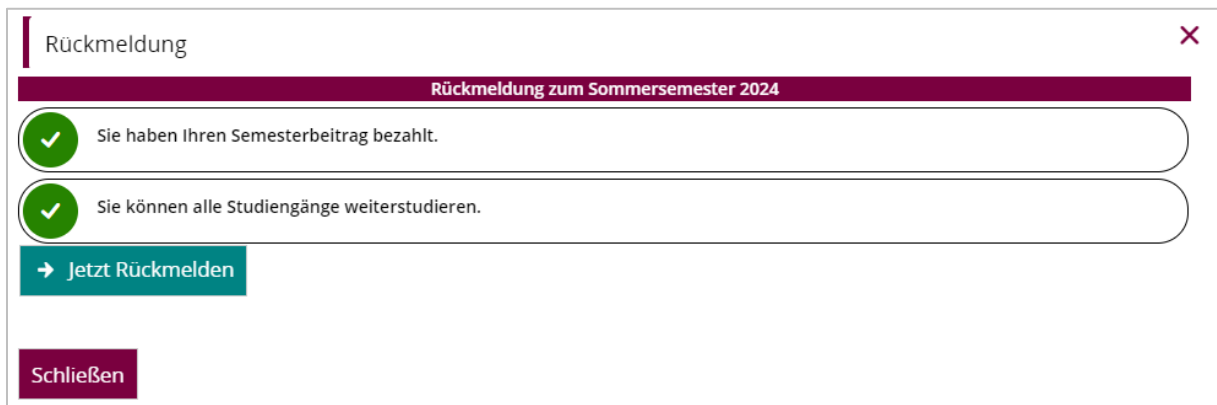 Rückmeldung
Rückmeldung zum Sommersemester 2024
Sie haben Ihren Semesterbeitrag bezahlt.
Sie können alle Studiengänge weiterstudieren.
Jetzt Rückmelden
Schließen